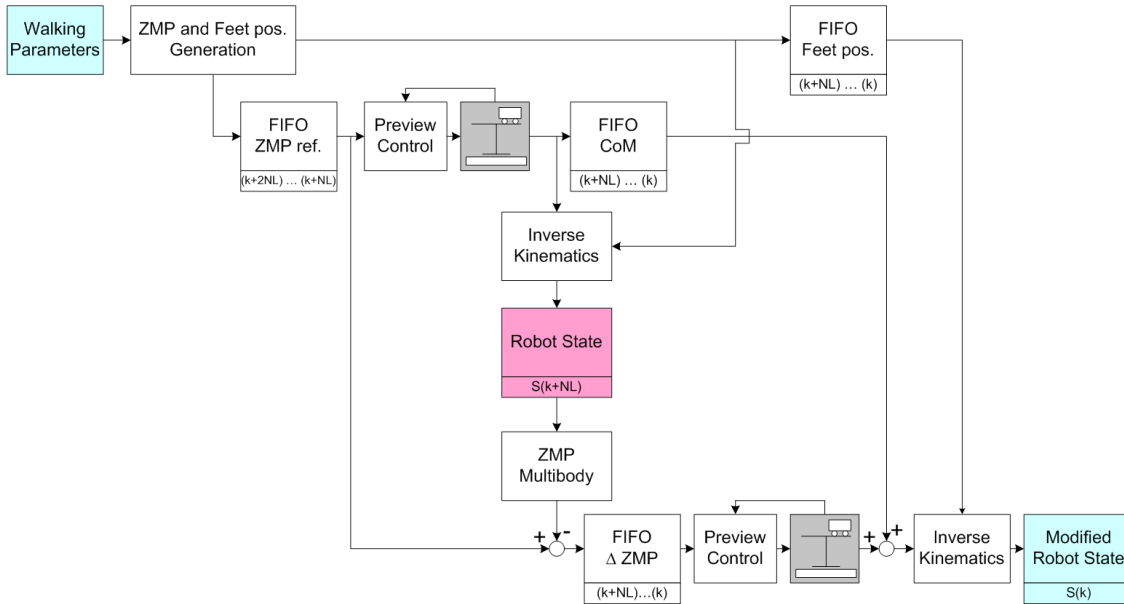 Walking
Parameters
ZMP and Feet pos.
Generation
FIFO
Feet pos.
(k+NL) … (k)
FIFO
ZMP ref.
(k+2NL) … (k+NL)
Preview
Control
FIFO
CoM
(k+NL) … (k)
Inverse
Kinematics
Robot State
S(k+NL)
ZMP
Multibody
+
-
FIFO
Δ ZMP
(k+NL)…(k)
Preview
Control
+
+
Inverse
Kinematics
Modified
Robot State
S(k)